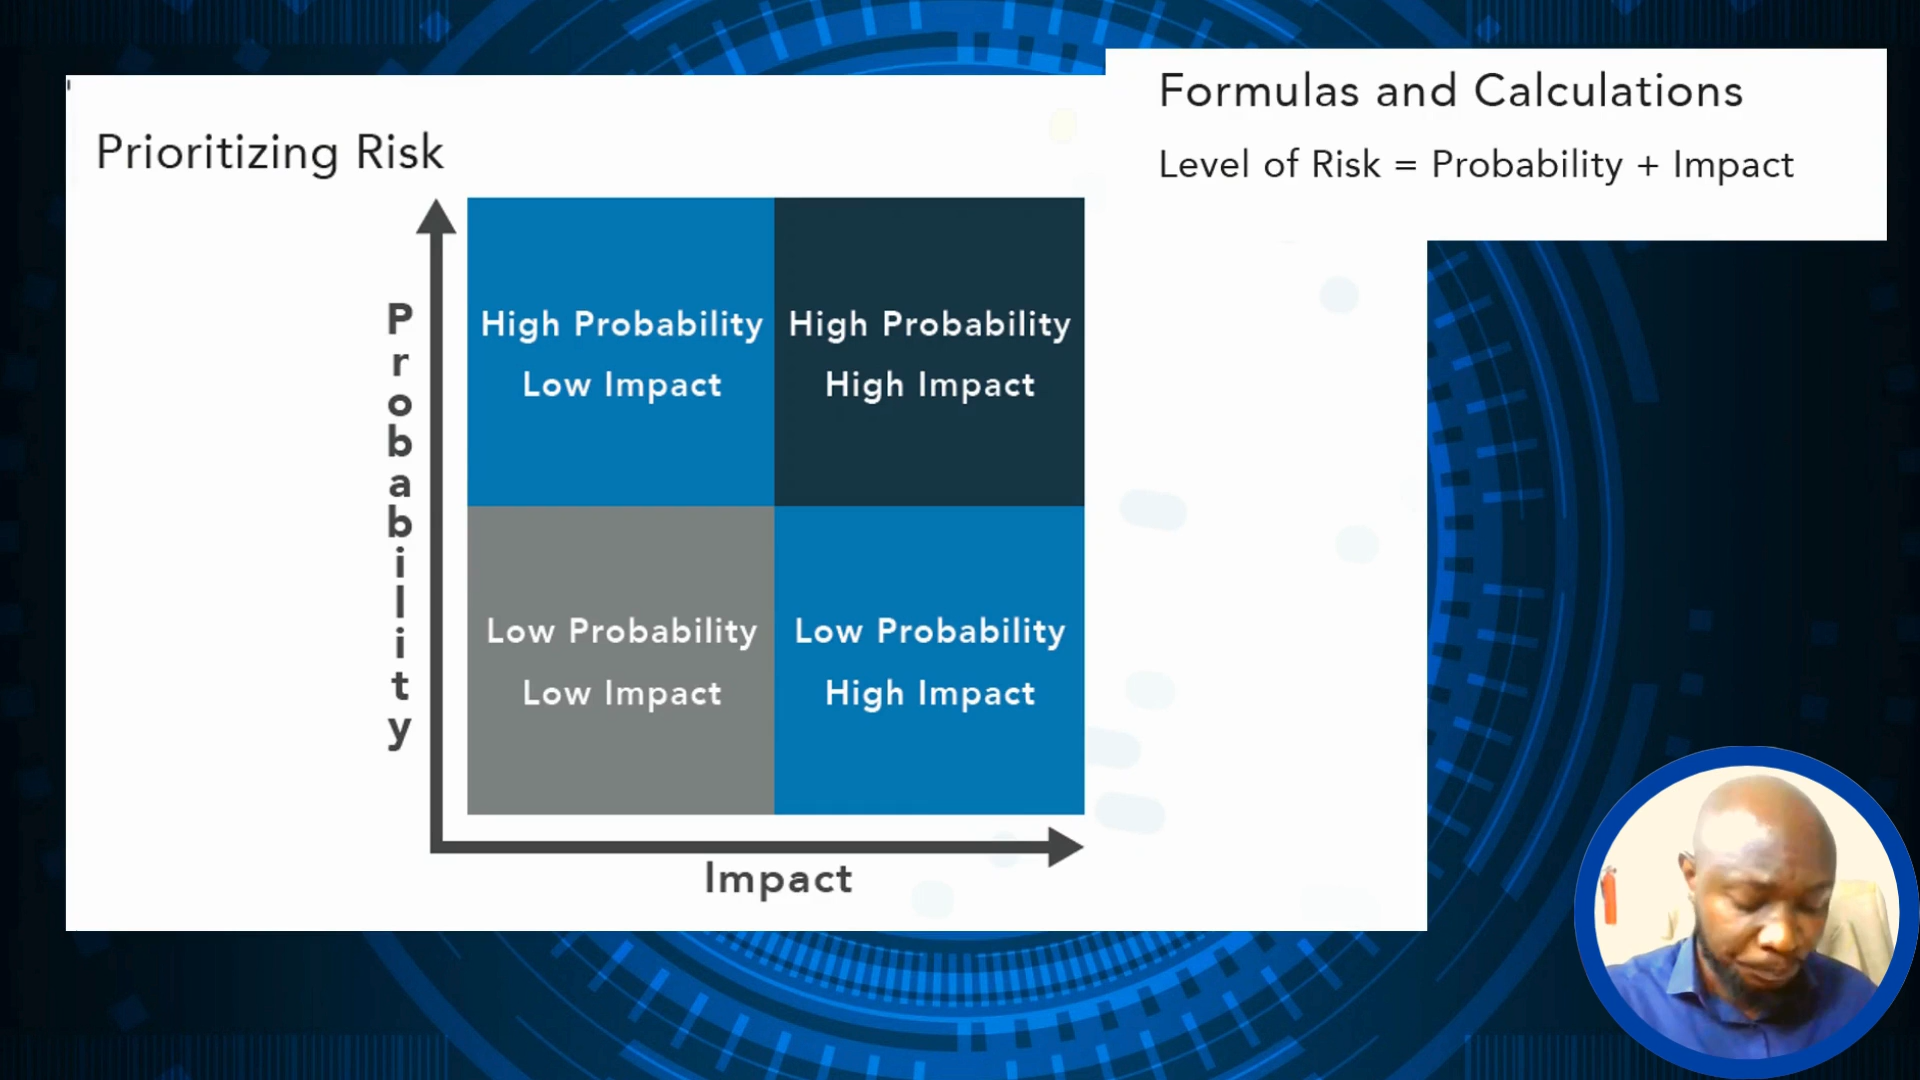 Formulas and Calculations
Level of Risk = Probability + Impact
Prioritizing Risk
Probability
High Probability
Low Impact
High Probability
High Impact
Low Probability
Low Impact
Low Probability
High Impact
Impact